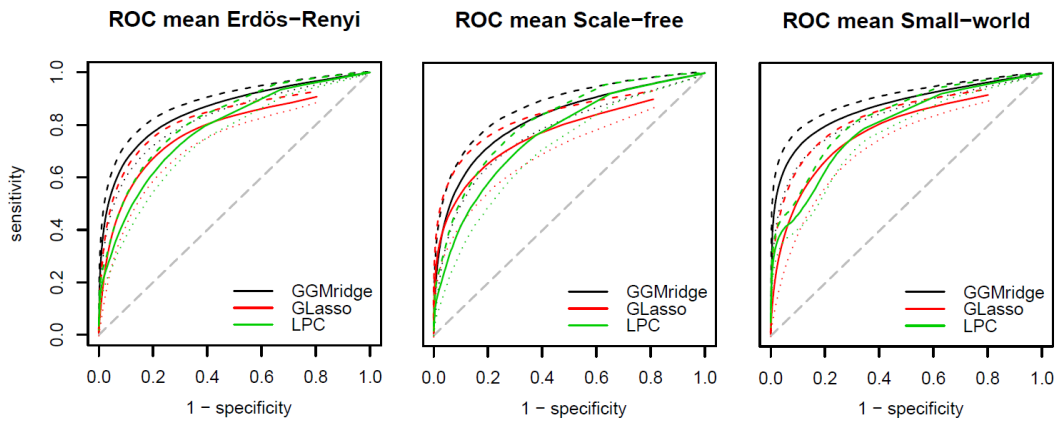 ROC mean Erdös−Renyi
ROC mean Scale−free
ROC mean Small−world
sensitivity
0.0 0.2 0.4 0.6 0.8 1.0
GGMridge
GLasso
LPC
GGMridge
GLasso
LPC
GGMridge
GLasso
LPC
0.0 0.2 0.4 0.6 0.8 1.0
0.0 0.2 0.4 0.6 0.8 1.0
0.0 0.2 0.4 0.6 0.8 1.0
1 − specificity
1 − specificity
1 − specificity